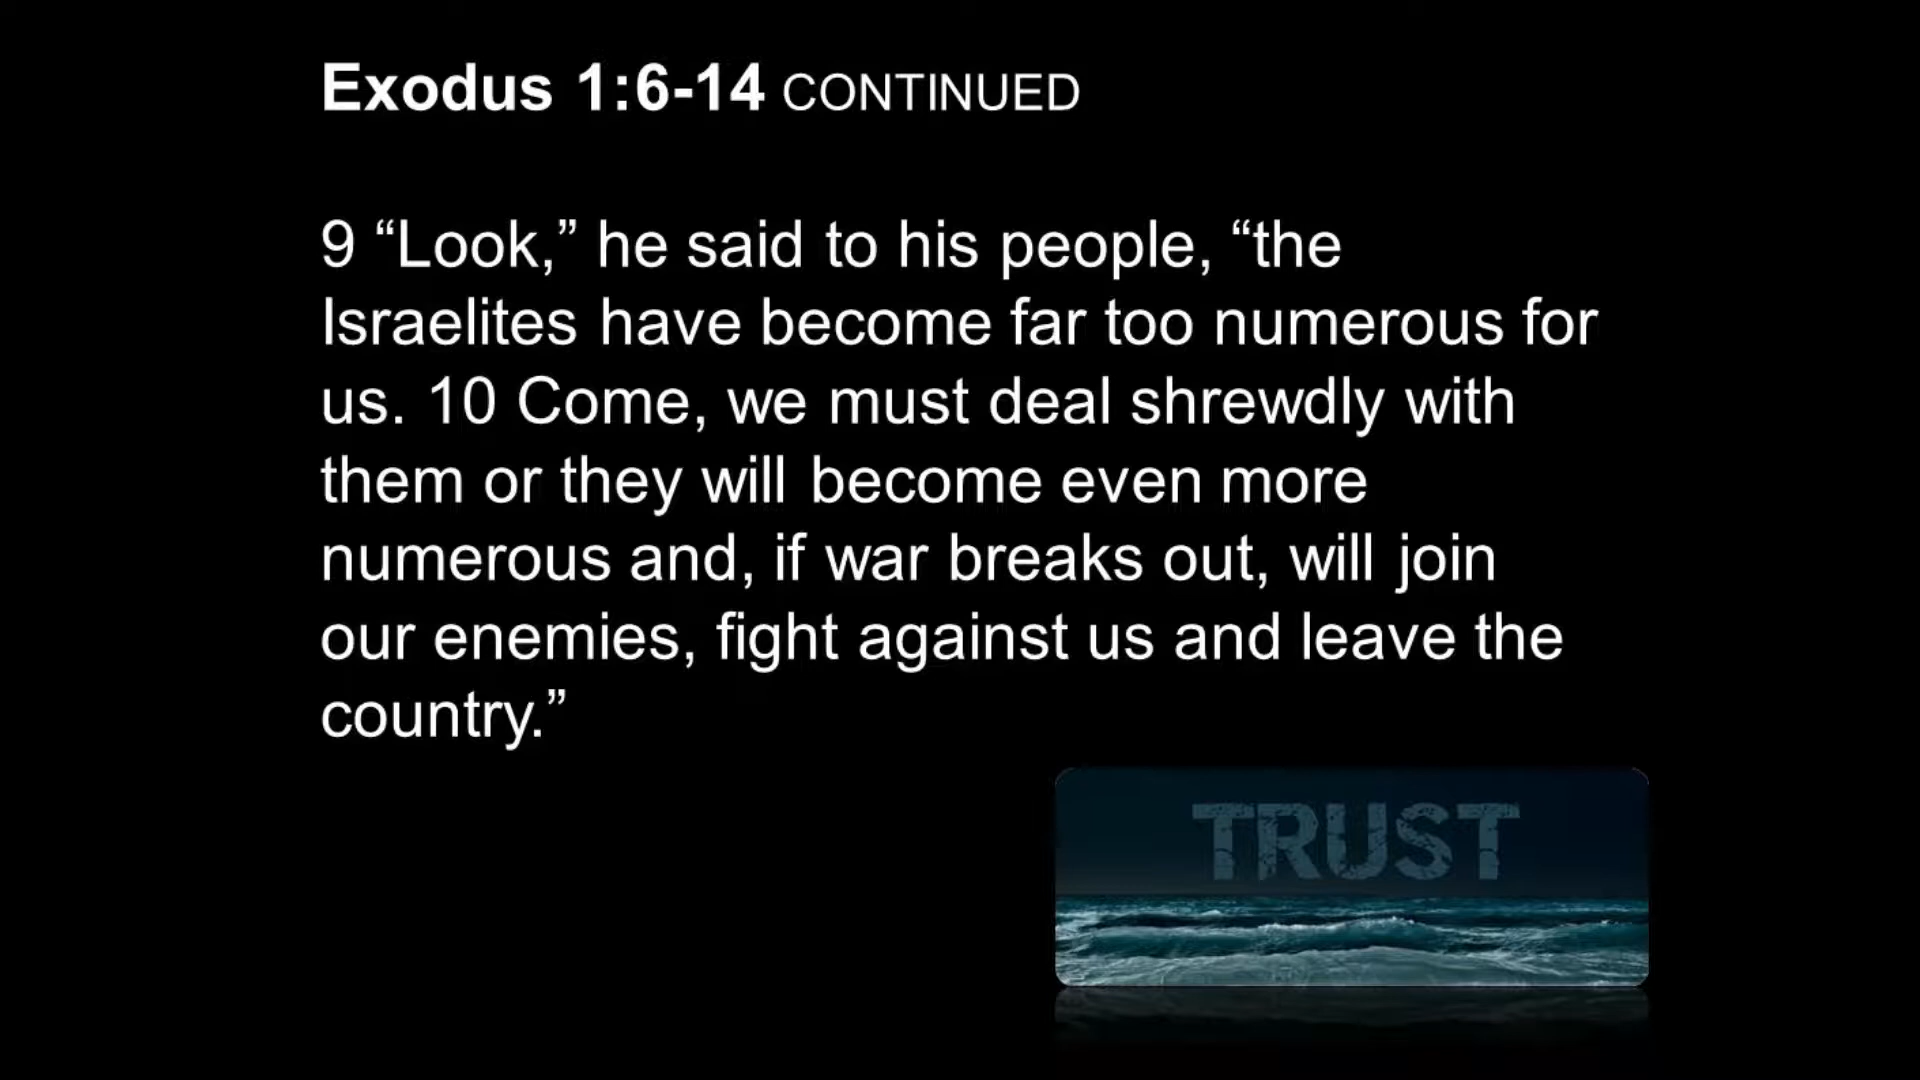 Exodus 1:6-14 CONTINUED
9 “Look,” he said to his people, “the
Israelites have become far too numerous for
us. 10 Come, we must deal shrewdly with
them or they will become even more
numerous and, if war breaks out, will join
our enemies, fight against us and leave the
country.”
TRUST